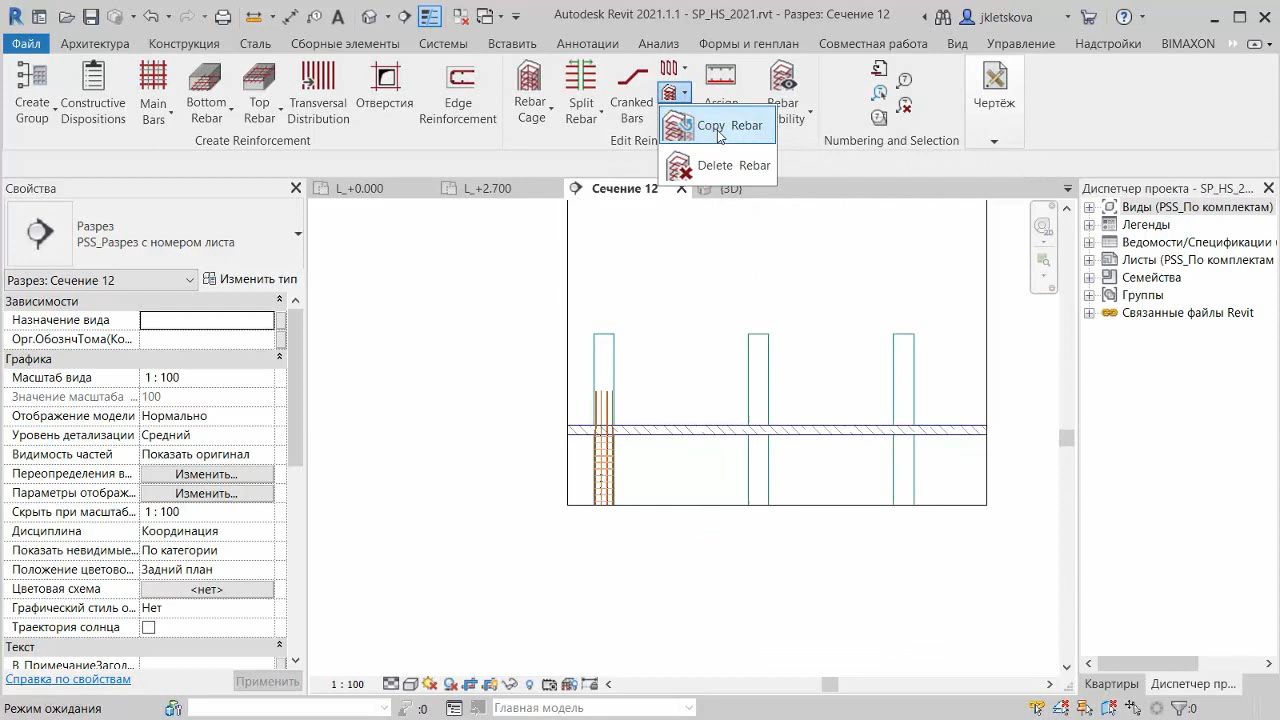 Autodesk Revit 2021.1.1 - SP_HS_2021.rvt - Разрез: Сечение 12
jkletskova
Файл
Архитектура
Конструкция
Сталь
Сборные элементы
Системы
Вставить
Аннотации
Анализ
Формы и генплан
Совместная работа
Вид
Управление
Надстройки
BIMAXON
Create Group
Constructive Dispositions
Main Bars
Bottom Rebar
Top Rebar
Transversal Distribution
Отверстия
Edge Reinforcement
Rebar Cage
Split Rebar
Cranked Bars
Чертёж
Create Reinforcement
Numbering and Selection
Copy Rebar
Delete Rebar
Свойства
L_+0.000
L_+2.700
Сечение 12
{3D}
Диспетчер проекта - SP_HS_2...
Разрез
PSS_Разрез с номером листа
Разрез: Сечение 12
Изменить тип
Зависимости
Назначение вида
Орг.ОбознчТома(Ко...
Графика
Масштаб вида 1 : 100
Значение масштаба ... 100
Отображение модели Нормально
Уровень детализации Средний
Видимость частей Показать оригинал
Переопределения в... Изменить...
Параметры отображ... Изменить...
Скрыть при масштаб... 1 : 100
Дисциплина Координация
Показать невидимые... По категории
Положение цветово... Задний план
Цветовая схема <нет>
Графический стиль о... Нет
Траектория солнца
Текст
В_ПримечаниеЗагол...
Справка по свойствам
Применить
Виды (PSS_По комплектам)
Легенды
Ведомости/Спецификации
Листы (PSS_По комплектам
Семейства
Группы
Связанные файлы Revit
1 : 100
Квартиры
Диспетчер пр...
Режим ожидания
:0
Главная модель
:0